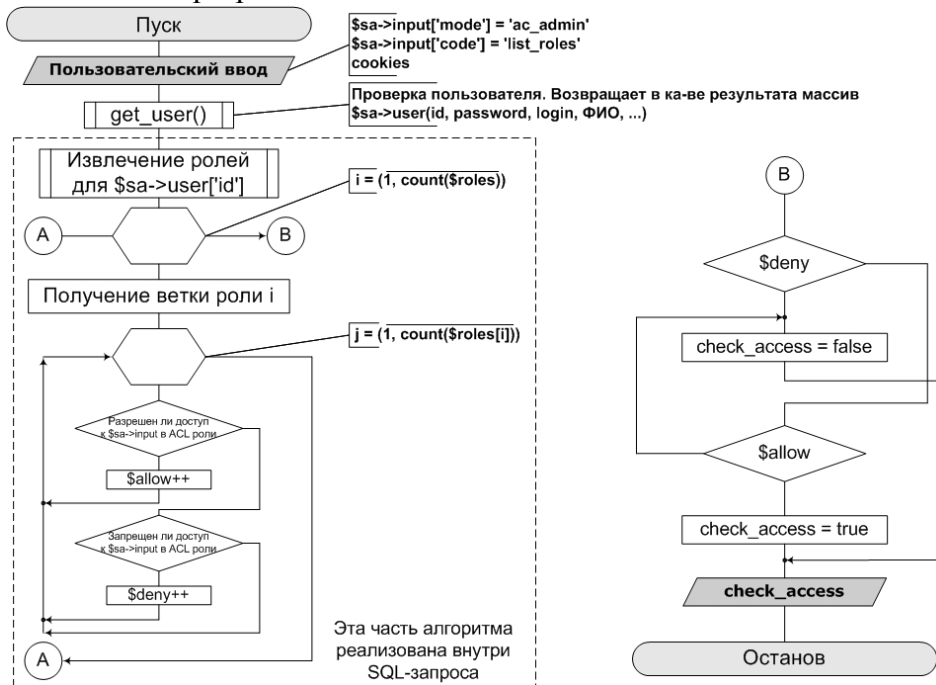 Пуск
$sa->input['mode'] = 'ac_admin'
$sa->input['code'] = 'list_roles'
cookies
Пользовательский ввод
Проверка пользователя. Возвращает в ка-ве результата массив
$sa->user(id, password, login, ФИО, ...)
get_user()
Извлечение ролей
для $sa->user['id']
i = (1, count($roles))
A
B
Получение ветки роли i
j = (1, count($roles[i]))
Разрешен ли доступ
к $sa->input в ACL роли
$allow++
Запрещен ли доступ
к $sa->input в ACL роли
$deny++
A
Эта часть алгоритма
реализована внутри
SQL-запроса
B
$deny
check_access = false
$allow
check_access = true
check_access
Останов